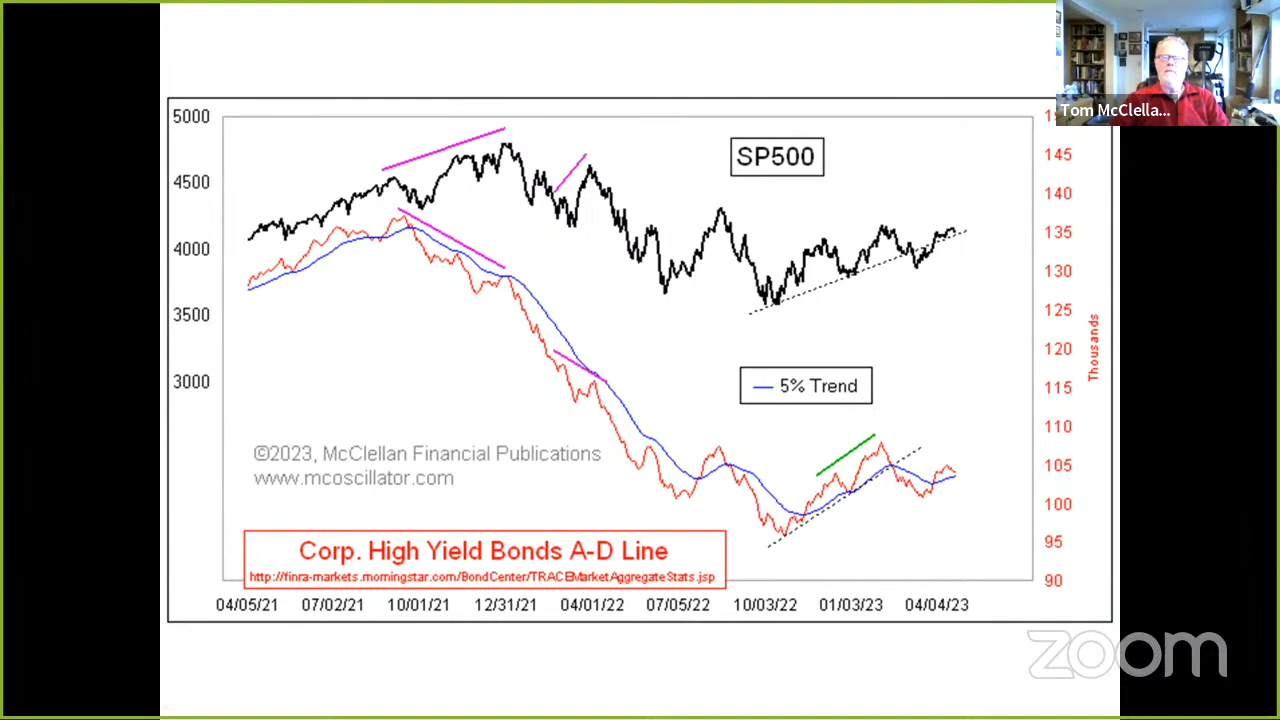 Tom McClella...
SP500
5000
4500
4000
3500
3000
145
140
135
130
125
120
115
110
105
100
95
90
Thousands
5% Trend
©2023, McClellan Financial Publications
www.mcoscillator.com
Corp. High Yield Bonds A-D Line
http://finra-markets.morningstar.com/BondCenter/TRACEMarketAggregateStats.jsp
04/05/21 07/02/21 10/01/21 12/31/21 04/01/22 07/05/22 10/03/22 01/03/23 04/04/23
zoom